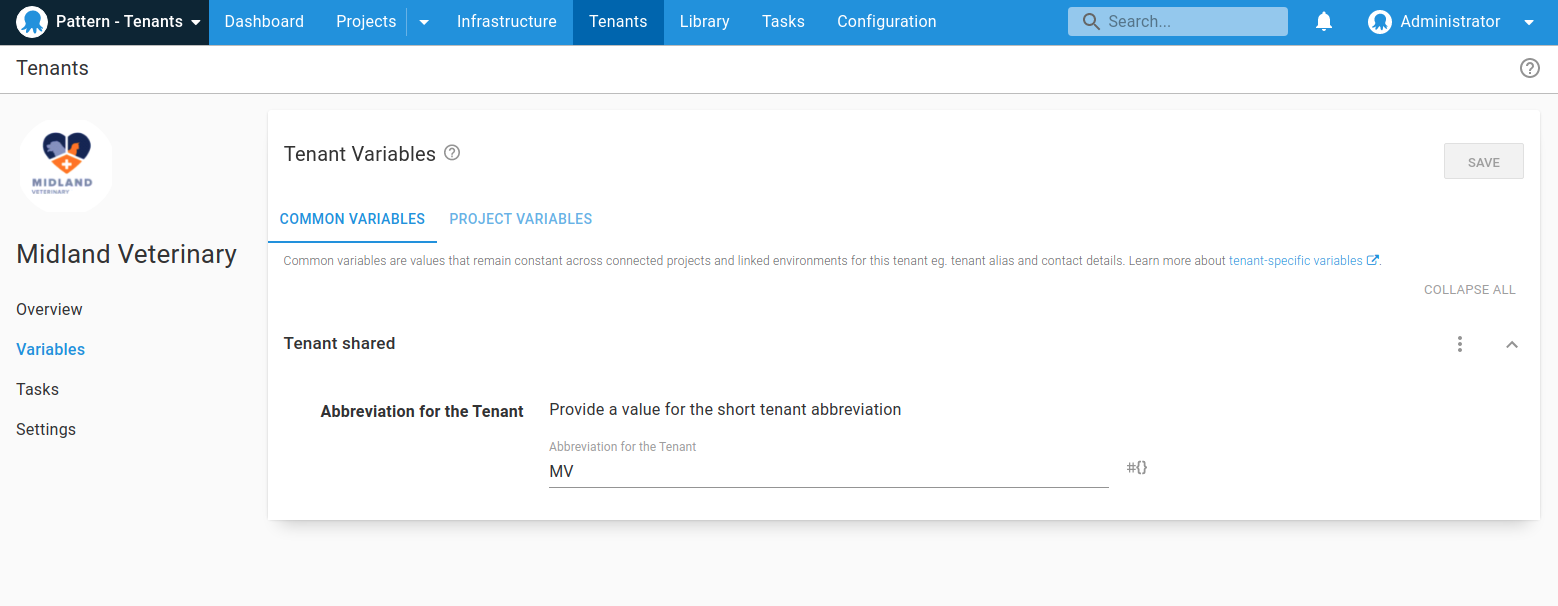 Pattern - Tenants Dashboard Projects Infrastructure Tenants Library Tasks Configuration Search... Administrator
Tenants
MIDLAND
VETERINARY
Midland Veterinary
Overview
Variables
Tasks
Settings
Tenant Variables
SAVE
COMMON VARIABLES PROJECT VARIABLES
Common variables are values that remain constant across connected projects and linked environments for this tenant eg. tenant alias and contact details. Learn more about tenant-specific variables.
COLLAPSE ALL
Tenant shared
Abbreviation for the Tenant Provide a value for the short tenant abbreviation
Abbreviation for the Tenant
MV #{}